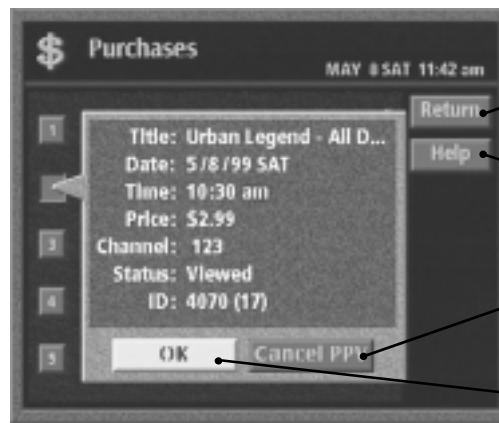 $ Purchases
MAY 8 SAT 11:42 am
Return
Help
1
Title: Urban Legend - All D...
Date: 5/8/99 SAT
Time: 10:30 am
Price: $2.99
3
Channel: 123
Status: Viewed
4
ID: 4070 (17)
5
OK
Cancel PPV